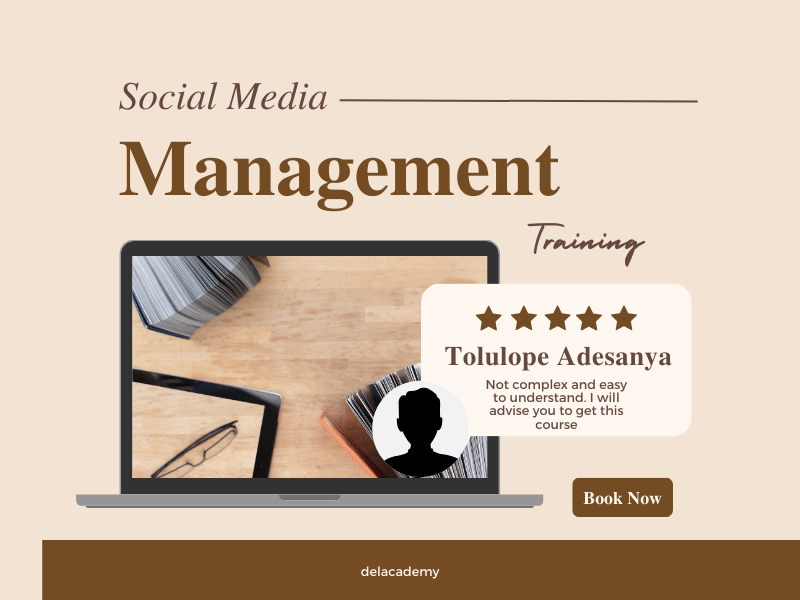 Social Media
Management
Training
Tolulope Adesanya
Not complex and easy
to understand. I will
advise you to get this
course
Book Now
delacademy